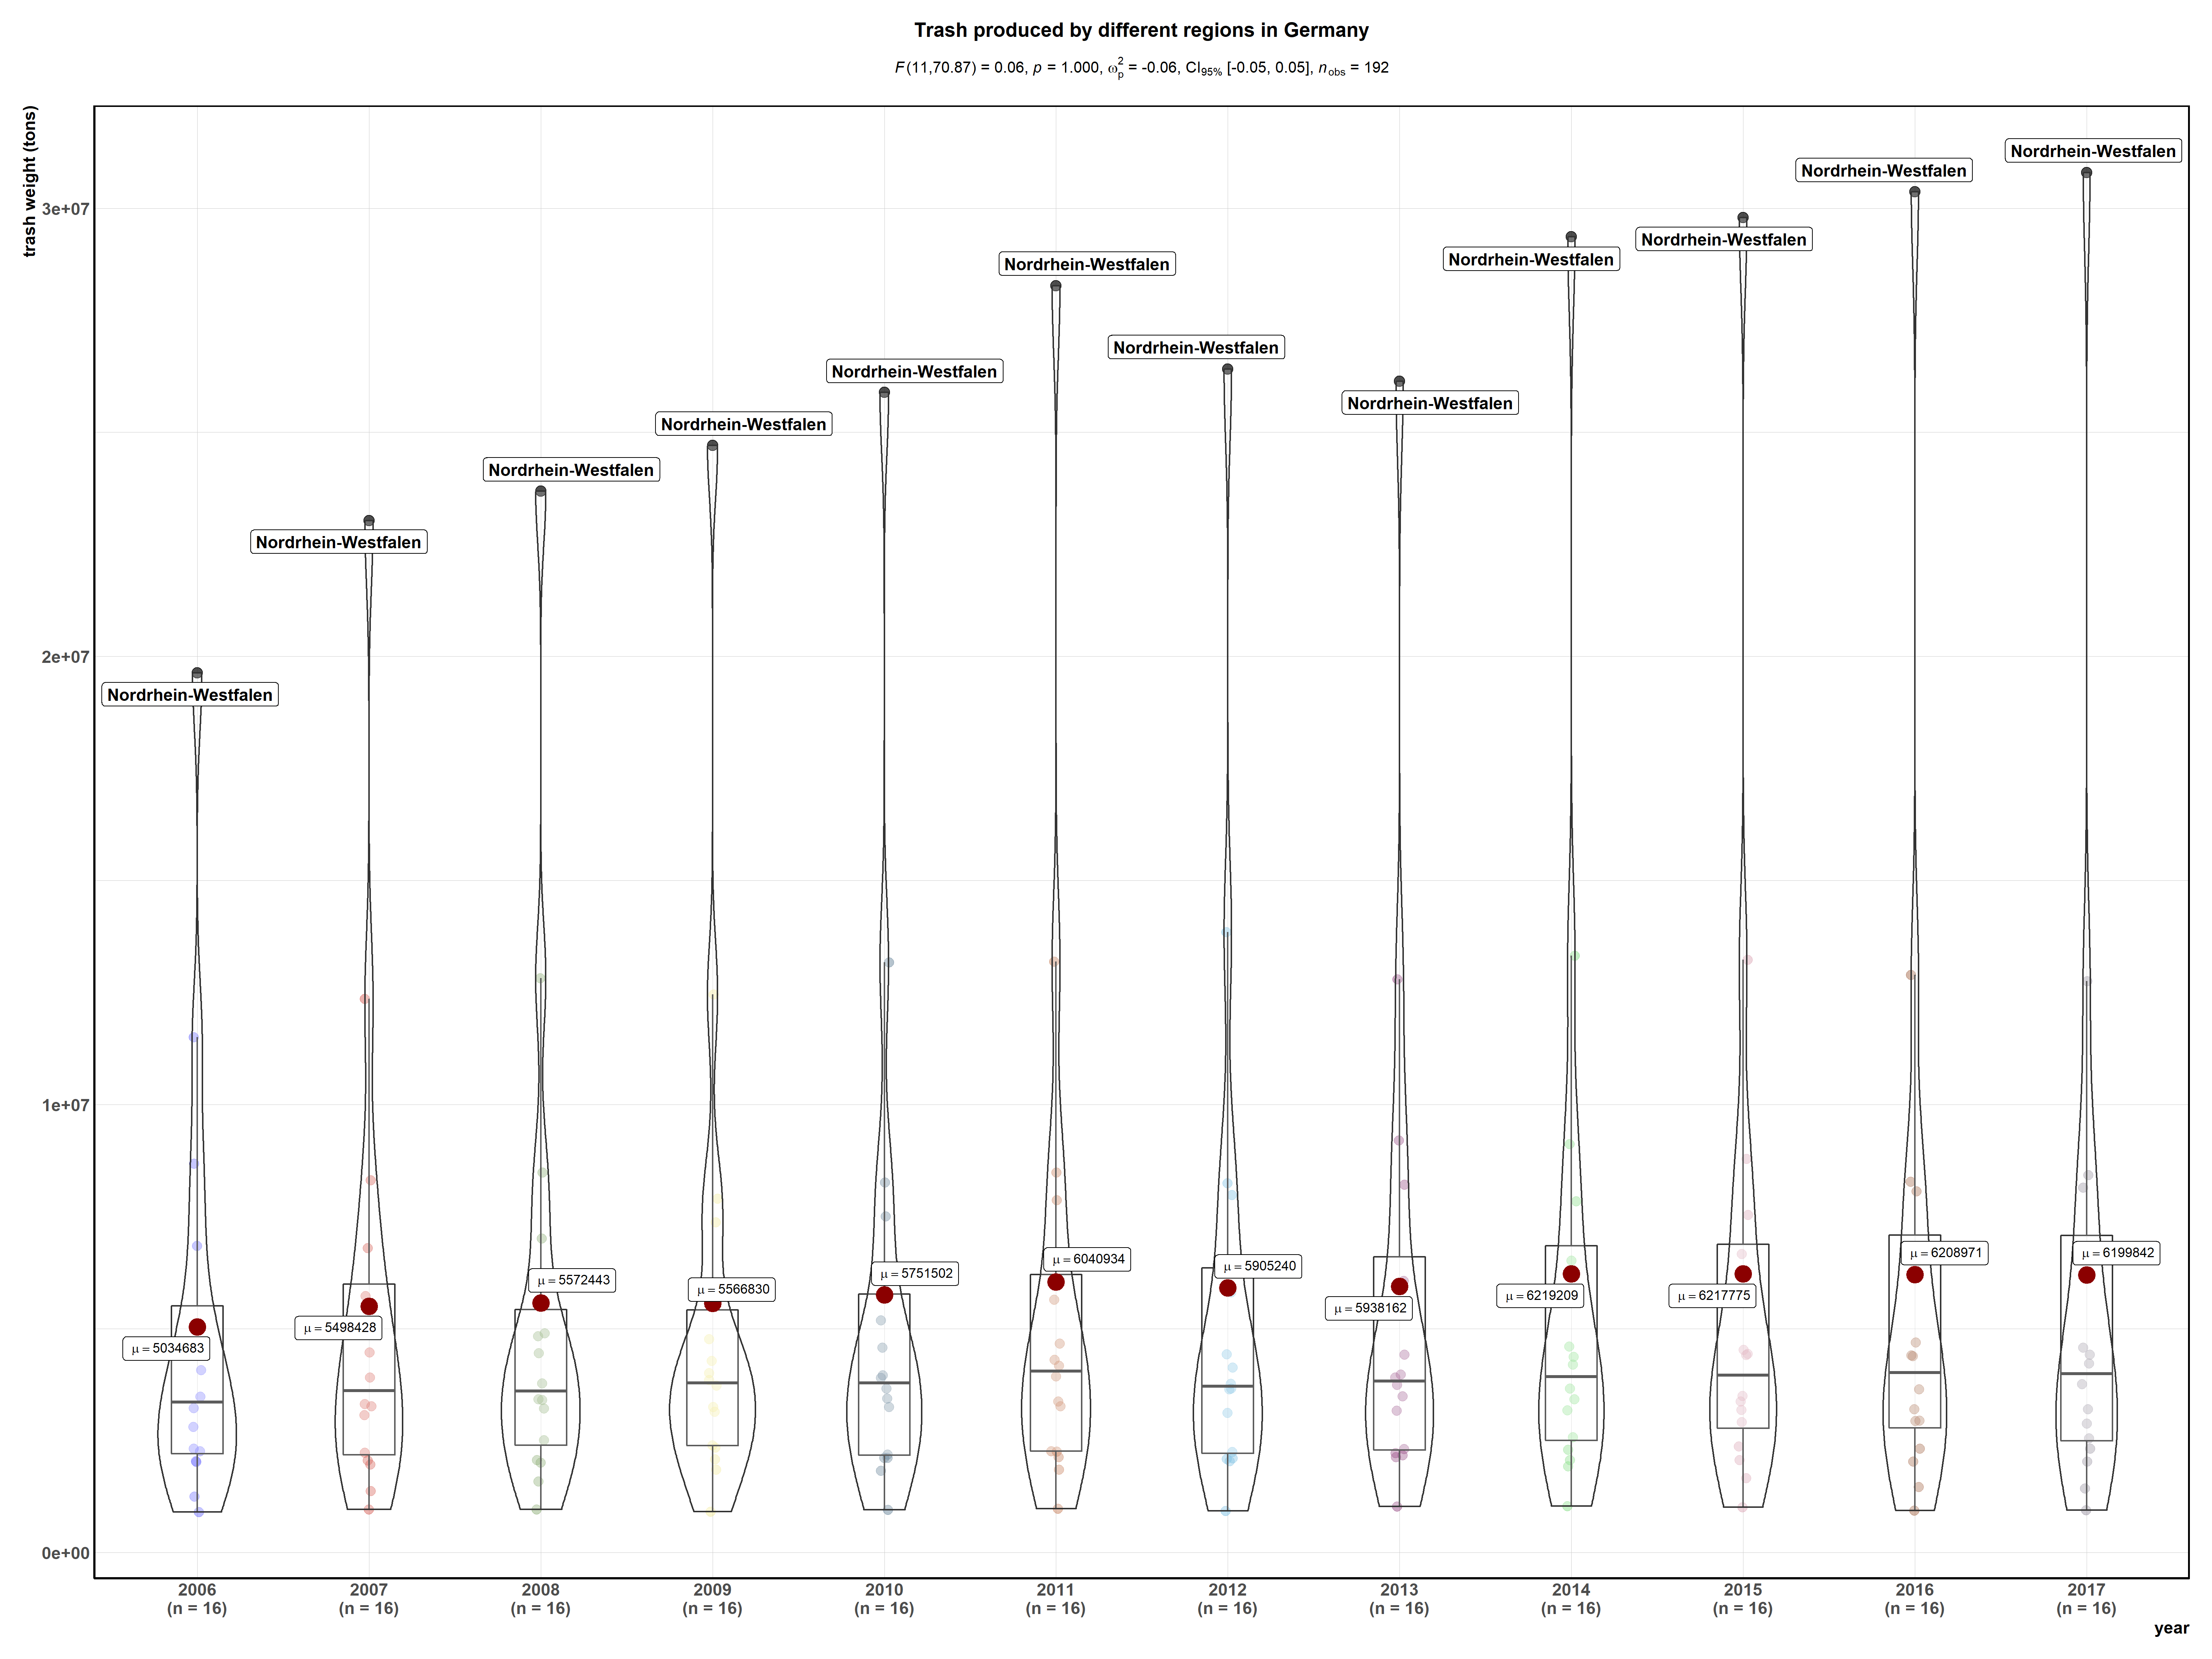 Trash produced by different regions in Germany
F(11,70.87) = 0.06, p = 1.000, ω²ₚ = -0.06, CI95% [-0.05, 0.05], nobs = 192
trash weight (tons)
3e+07
2e+07
1e+07
0e+00
Nordrhein-Westfalen
Nordrhein-Westfalen
Nordrhein-Westfalen
Nordrhein-Westfalen
Nordrhein-Westfalen
Nordrhein-Westfalen
Nordrhein-Westfalen
Nordrhein-Westfalen
Nordrhein-Westfalen
Nordrhein-Westfalen
Nordrhein-Westfalen
Nordrhein-Westfalen
μ = 5034683
μ = 5498428
μ = 5572443
μ = 5566830
μ = 5751502
μ = 6040934
μ = 5905240
μ = 5938162
μ = 6219209
μ = 6217775
μ = 6208971
μ = 6199842
2006 2007 2008 2009 2010 2011 2012 2013 2014 2015 2016 2017
(n = 16) (n = 16) (n = 16) (n = 16) (n = 16) (n = 16) (n = 16) (n = 16) (n = 16) (n = 16) (n = 16) (n = 16)
year